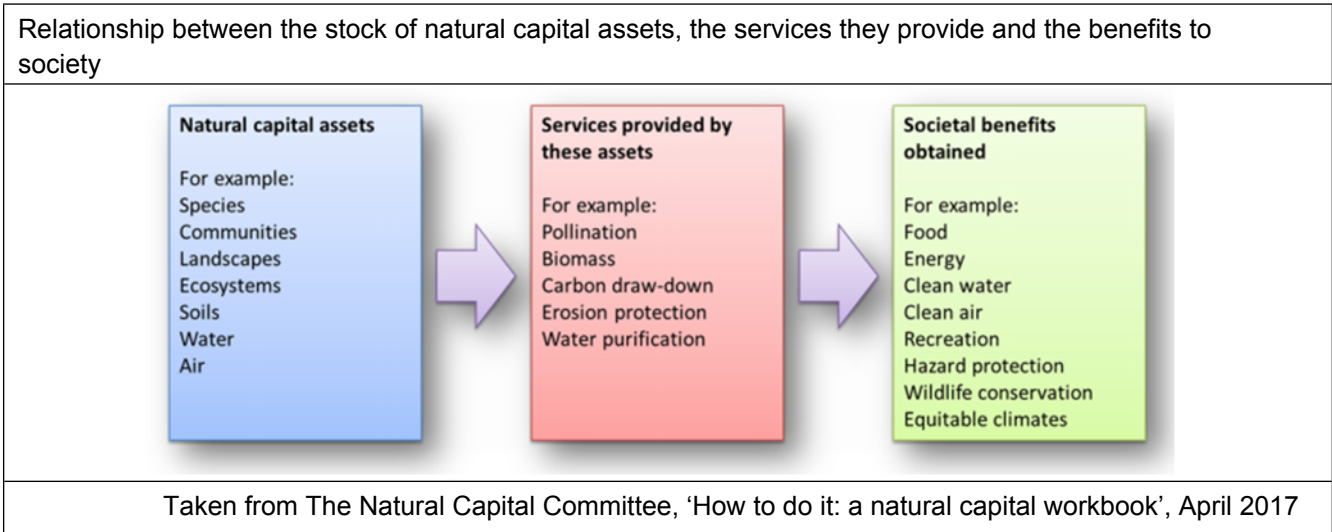 Relationship between the stock of natural capital assets, the services they provide and the benefits to
society
Natural capital assets
For example:
Species
Communities
Landscapes
Ecosystems
Soils
Water
Air
Services provided by
these assets
For example:
Pollination
Biomass
Carbon draw-down
Erosion protection
Water purification
Societal benefits
obtained
For example:
Food
Energy
Clean water
Clean air
Recreation
Hazard protection
Wildlife conservation
Equitable climates
Taken from The Natural Capital Committee, ‘How to do it: a natural capital workbook’, April 2017